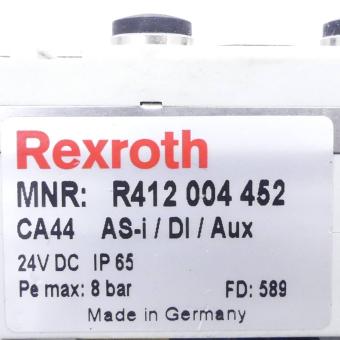 Rexroth
MNR: R412 004 452
CA44 AS-i / DI / Aux
24V DC IP 65
Pe max: 8 bar FD: 589
Made in Germany